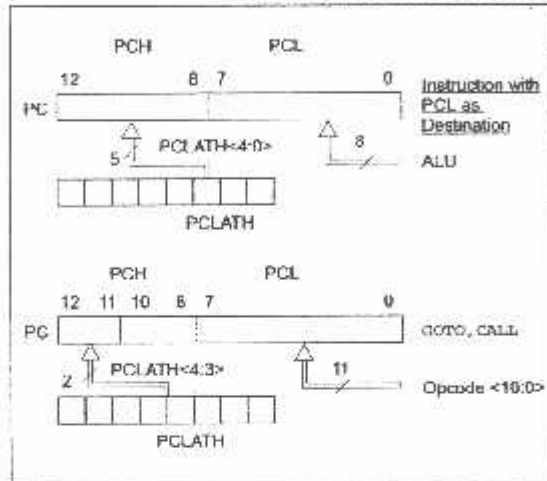 PCH PCL
12 8 7 0
Instruction with
PCL as
Destination
PC
5 PCLATH<4:0> 8
ALU
PCLATH
PCH PCL
12 11 10 8 7 0
PC GOTO, CALL
2 PCLATH<4:3> 11
Opcode <10:0>
PCLATH